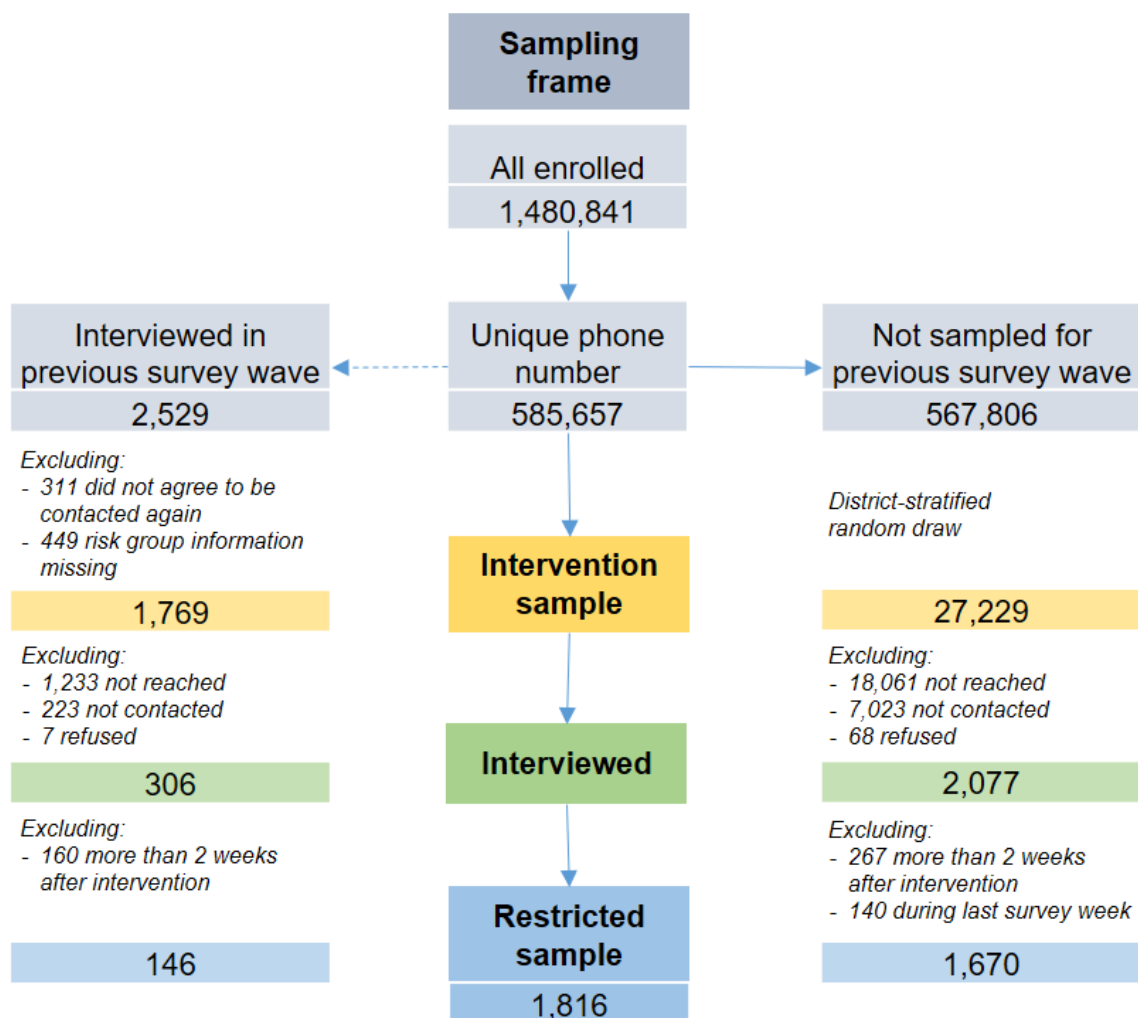 Sampling
frame
All enrolled
1,480,841
Interviewed in
previous survey wave
2,529
Unique phone
number
585,657
Not sampled for
previous survey wave
567,806
Excluding:
- 311 did not agree to be
contacted again
- 449 risk group information
missing
District-stratified
random draw
Intervention
sample
1,769
27,229
Excluding:
- 1,233 not reached
- 223 not contacted
- 7 refused
Excluding:
- 18,061 not reached
- 7,023 not contacted
- 68 refused
Interviewed
306
2,077
Excluding:
- 160 more than 2 weeks
after intervention
Excluding:
- 267 more than 2 weeks
after intervention
- 140 during last survey week
Restricted
sample
146
1,816
1,670